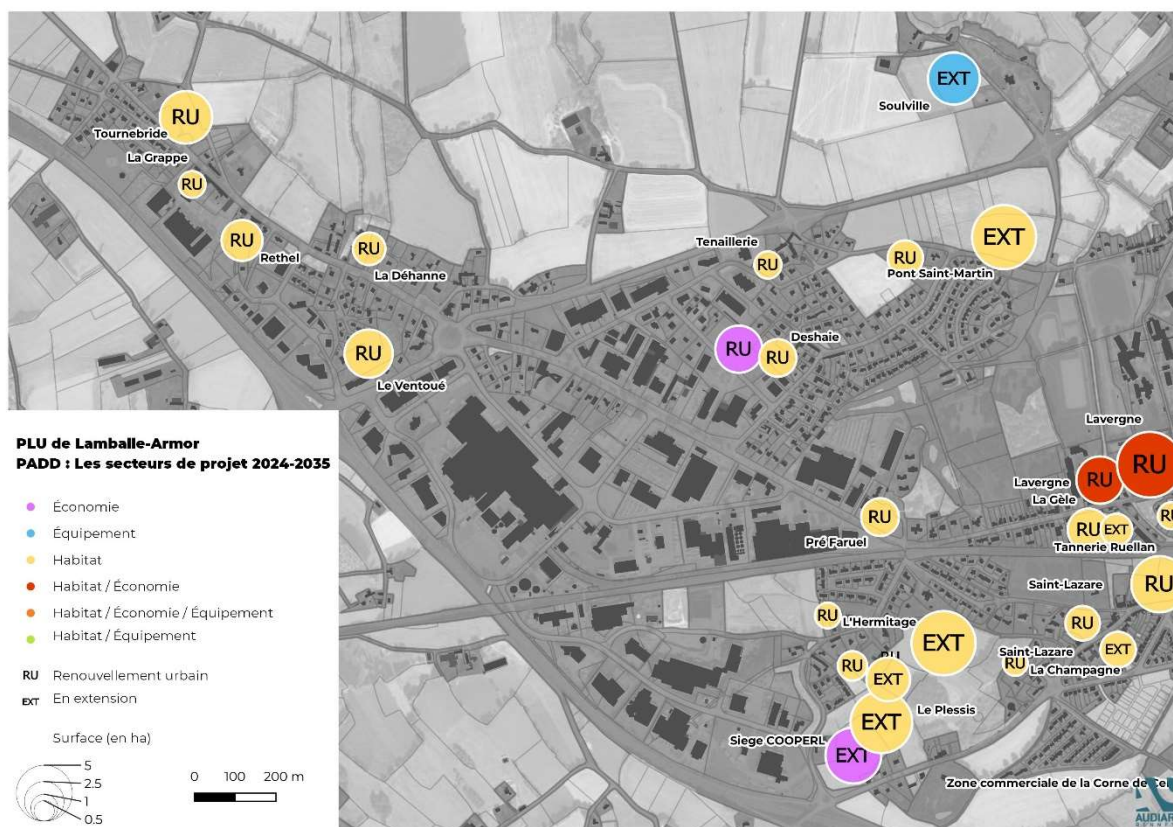 EXT
Soulville
RU
Tournebride
La Grappe
RU
RU
Rethel
RU
La Déhanne
Tenaillerie
RU
RU
Pont Saint-Martin
EXT
RU
Deshaie
RU
RU
Le Ventoué
PLU de Lamballe-Armor
PADD : Les secteurs de projet 2024-2035
Économie
Équipement
Habitat
Habitat / Économie
Habitat / Économie / Équipement
Habitat / Équipement
RU Renouvellement urbain
EXT En extension
Surface (en ha)
5
2.5
1
0.5
0 100 200 m
Lavergne
RU
Lavergne
RU
La Gèle
RU
Pré Faruel
RU
EXT
Tannerie Ruellan
Saint-Lazare
RU
RU
L'Hermitage
EXT
RU
Saint-Lazare
EXT
RU
La Champagne
RU
EXT
EXT
Le Plessis
Siege COOPERL
EXT
Zone commerciale de la Corne de